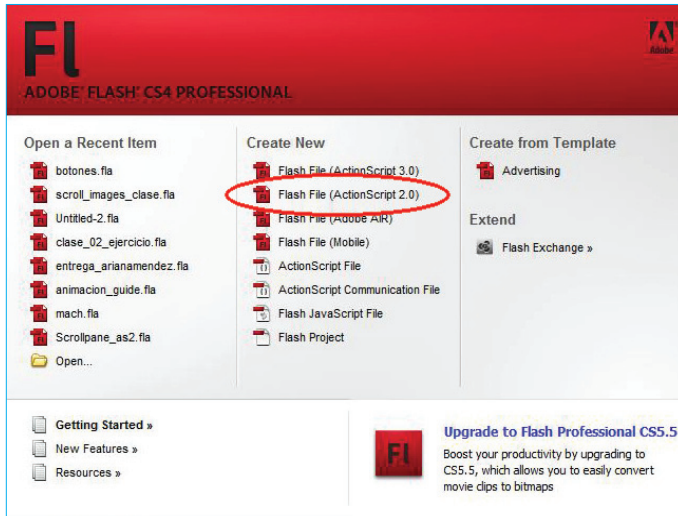 Fl
Adobe
ADOBE® FLASH® CS4 PROFESSIONAL
Open a Recent Item
botones.fla
scroll_images_clase.fla
Untitled-2.fla
clase_02_ejercicio.fla
entrega_arianamendez.fla
animacion_guide.fla
mach.fla
Scrollpane_as2.fla
Open...
Create New
Flash File (ActionScript 3.0)
Flash File (ActionScript 2.0)
Flash File (Adobe AIR)
Flash File (Mobile)
ActionScript File
ActionScript Communication File
Flash JavaScript File
Flash Project
Create from Template
Advertising
Extend
Flash Exchange »
Getting Started »
New Features »
Resources »
Fl
Upgrade to Flash Professional CS5.5
Boost your productivity by upgrading to
CS5.5, which allows you to easily convert
movie clips to bitmaps